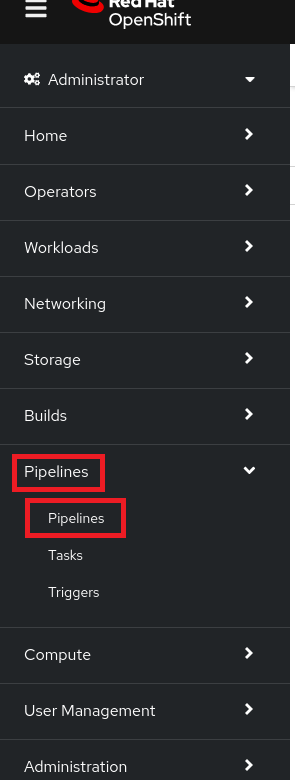 Red Hat
OpenShift
Administrator
Home
Operators
Workloads
Networking
Storage
Builds
Pipelines
Pipelines
Tasks
Triggers
Compute
User Management
Administration